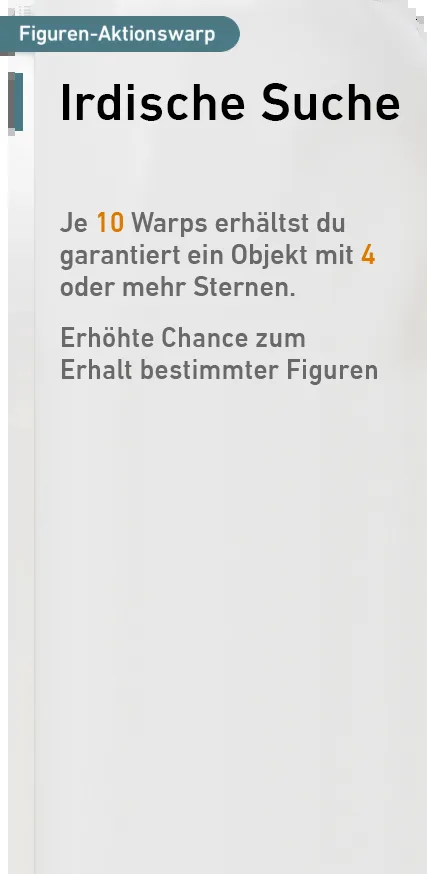 Figuren-Aktionswarp
Irdische Suche
Je 10 Warps erhältst du
garantiert ein Objekt mit 4
oder mehr Sternen.
Erhöhte Chance zum
Erhalt bestimmter Figuren